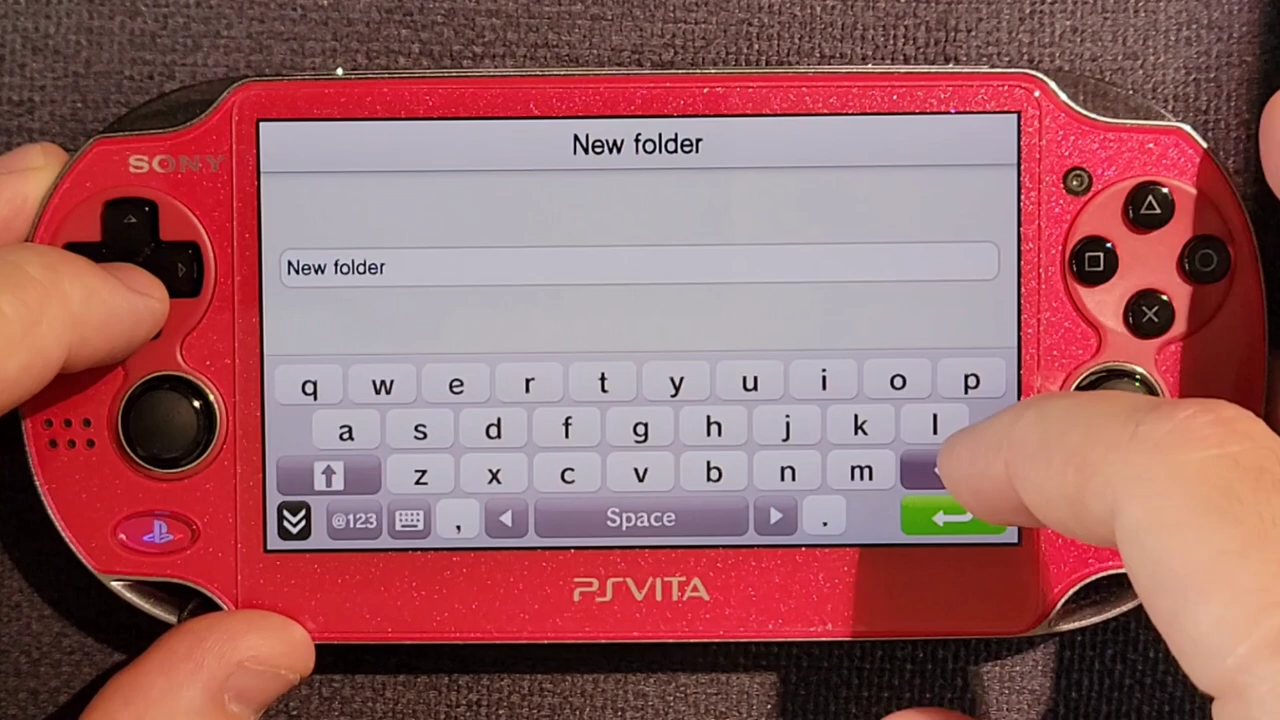 SONY
New folder
New folder
q w e r t y u i o p
a s d f g h j k l
z x c v b n m
@123 , Space .
PSVITA